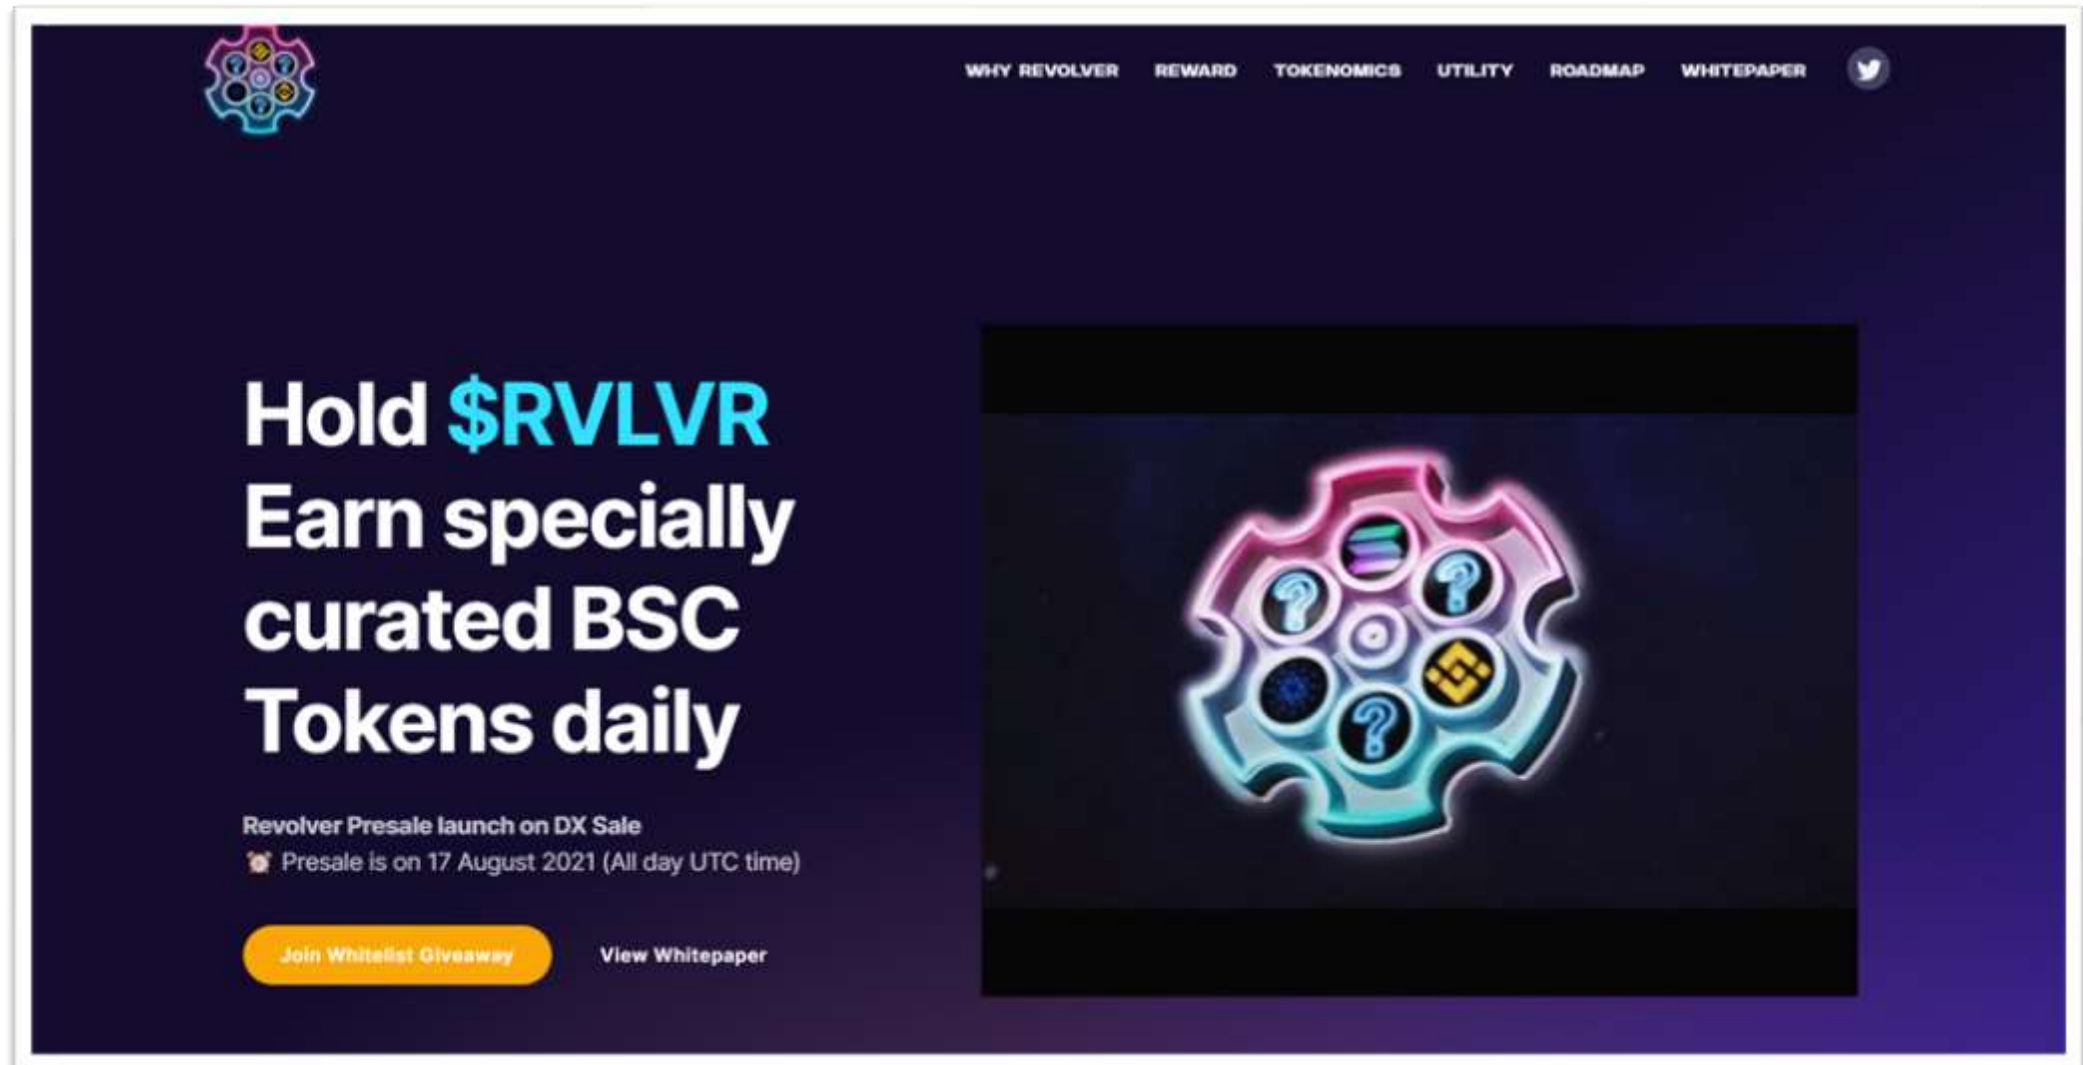 WHY REVOLVER REWARD TOKENOMICS UTILITY ROADMAP WHITEPAPER
Hold $RVLVR
Earn specially
curated BSC
Tokens daily
Revolver Presale launch on DX Sale
⏰ Presale is on 17 August 2021 (All day UTC time)
Join Whitelist Giveaway View Whitepaper